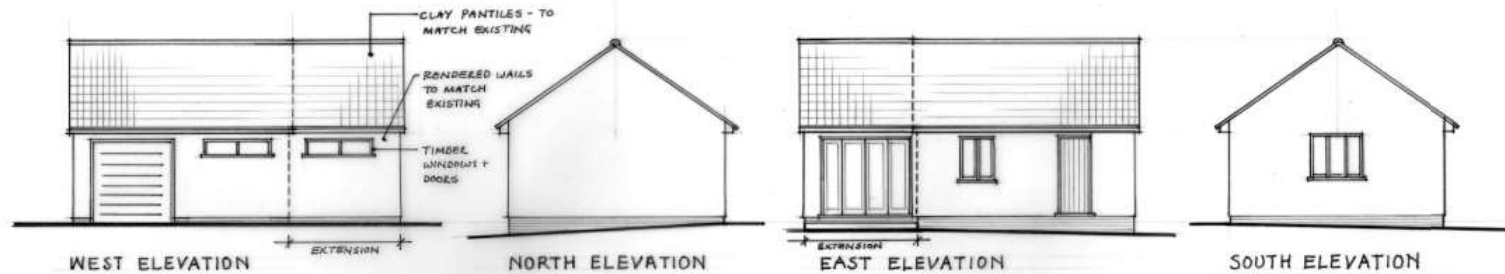 CLAY PANTILES - TO
MATCH EXISTING
RENDERED WALLS
TO MATCH
EXISTING
TIMBER
WINDOWS +
DOORS
EXTENSION
WEST ELEVATION
NORTH ELEVATION
EXTENSION
EAST ELEVATION
SOUTH ELEVATION